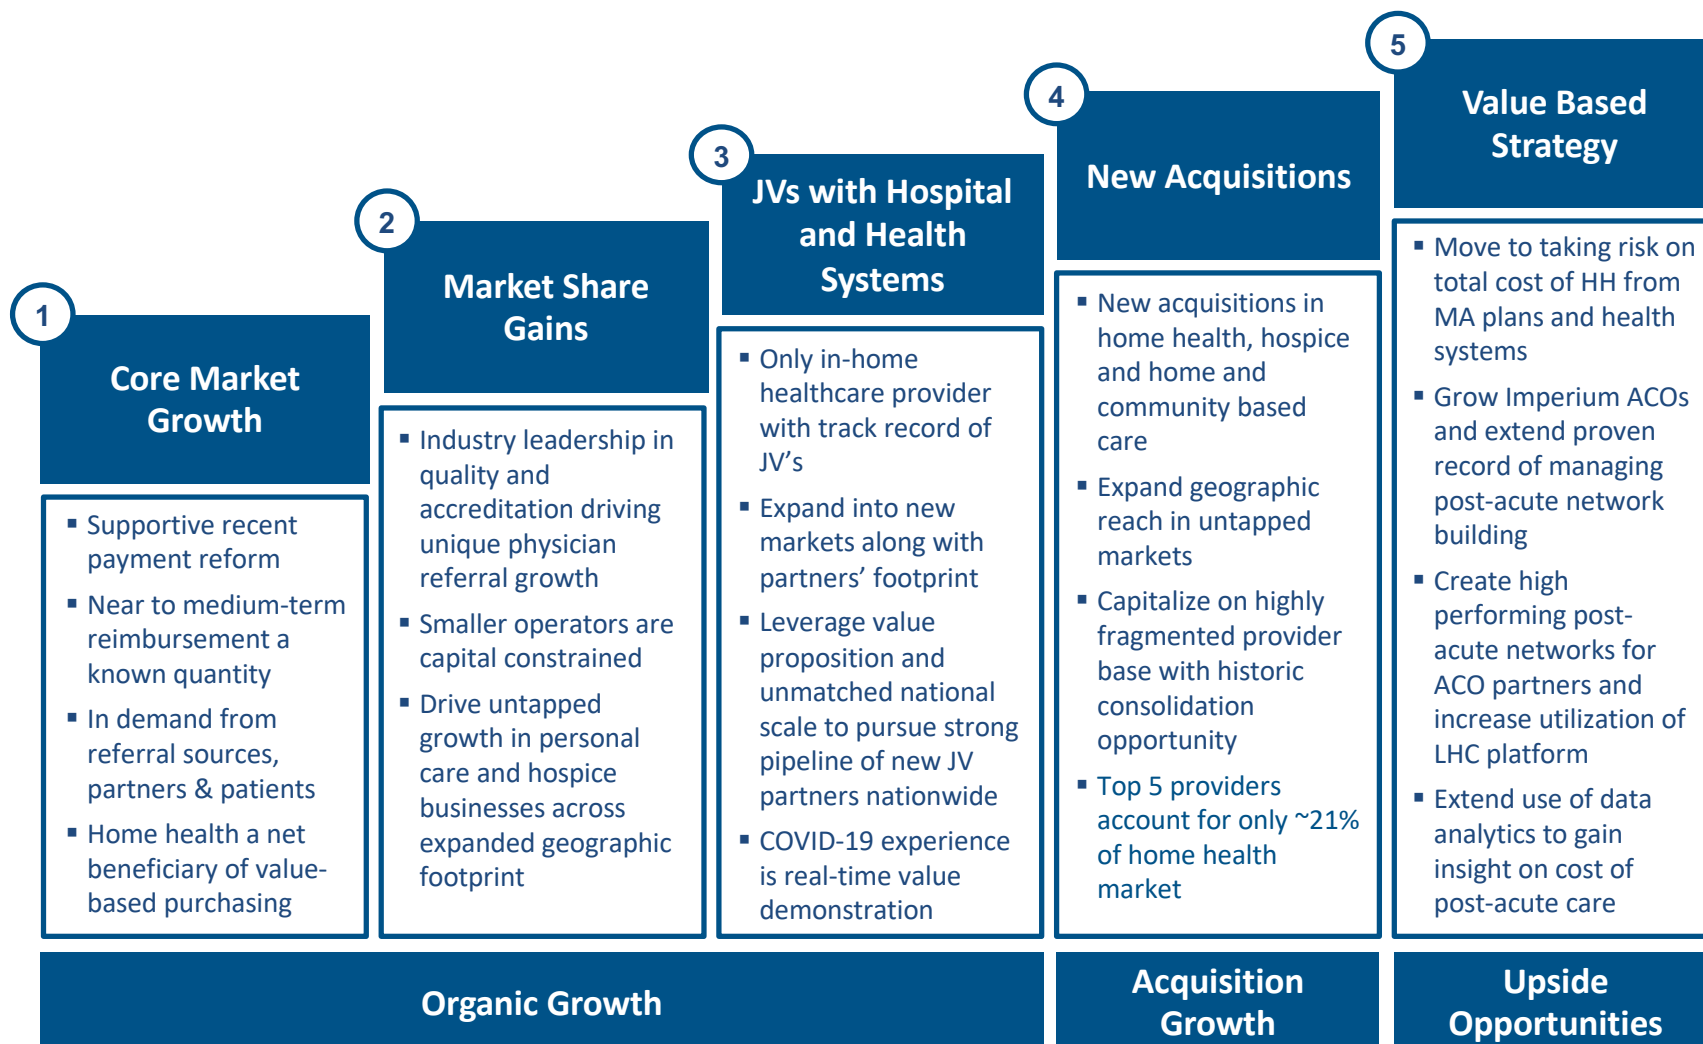 1
Core Market
Growth
▪ Supportive recent
payment reform
▪ Near to medium-term
reimbursement a
known quantity
▪ In demand from
referral sources,
partners & patients
▪ Home health a net
beneficiary of value-
based purchasing
2
Market Share
Gains
▪ Industry leadership in
quality and
accreditation driving
unique physician
referral growth
▪ Smaller operators are
capital constrained
▪ Drive untapped
growth in personal
care and hospice
businesses across
expanded geographic
footprint
3
JVs with Hospital
and Health
Systems
▪ Only in-home
healthcare provider
with track record of
JV’s
▪ Expand into new
markets along with
partners’ footprint
▪ Leverage value
proposition and
unmatched national
scale to pursue strong
pipeline of new JV
partners nationwide
▪ COVID-19 experience
is real-time value
demonstration
4
New Acquisitions
▪ New acquisitions in
home health, hospice
and home and
community based
care
▪ Expand geographic
reach in untapped
markets
▪ Capitalize on highly
fragmented provider
base with historic
consolidation
opportunity
▪ Top 5 providers
account for only ~21%
of home health
market
5
Value Based
Strategy
▪ Move to taking risk on
total cost of HH from
MA plans and health
systems
▪ Grow Imperium ACOs
and extend proven
record of managing
post-acute network
building
▪ Create high
performing post-
acute networks for
ACO partners and
increase utilization of
LHC platform
▪ Extend use of data
analytics to gain
insight on cost of
post-acute care
Organic Growth
Acquisition
Growth
Upside
Opportunities